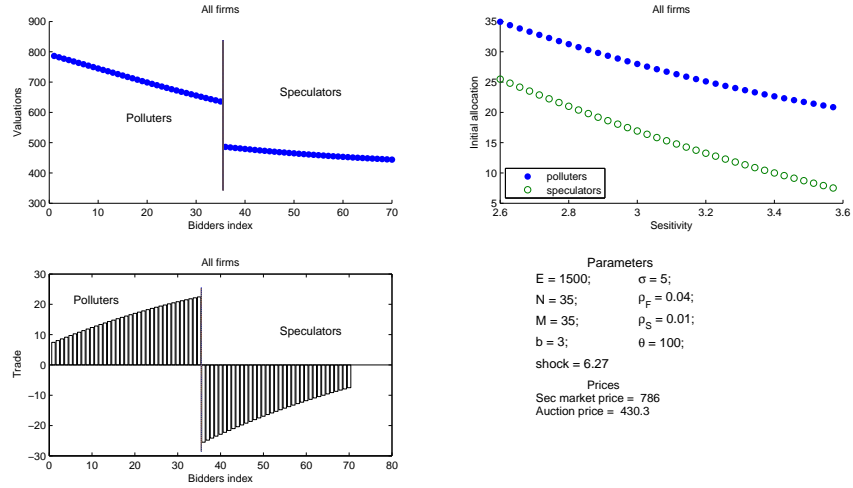 All firms
900
800
700
600
500
400
300
Valuations
Polluters
Speculators
0 10 20 30 40 50 60 70
Bidders index
All firms
35
30
25
20
15
10
5
Initial allocation
polluters
speculators
2.6 2.8 3 3.2 3.4 3.6
Sesitivity
All firms
30
20
10
0
−10
−20
−30
Trade
Polluters
Speculators
0 10 20 30 40 50 60 70 80
Bidders index
Parameters
E = 1500; σ = 5;
N = 35; ρF = 0.04;
M = 35; ρS = 0.01;
b = 3; θ = 100;
shock = 6.27
Prices
Sec market price = 786
Auction price = 430.3